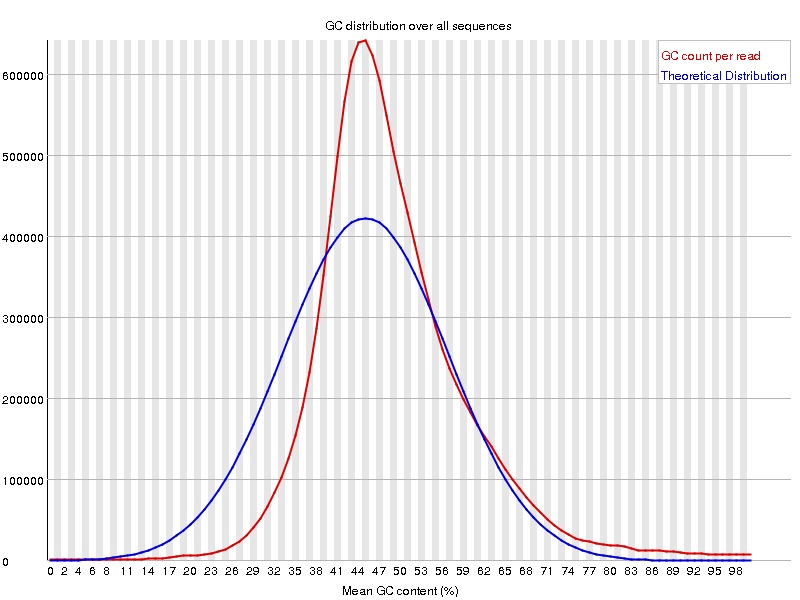 GC distribution over all sequences
GC count per read
Theoretical Distribution
600000
500000
400000
300000
200000
100000
0
0 2 4 6 8 11 14 17 20 23 26 29 32 35 38 41 44 47 50 53 56 59 62 65 68 71 74 77 80 83 86 89 92 95 98
Mean GC content (%)